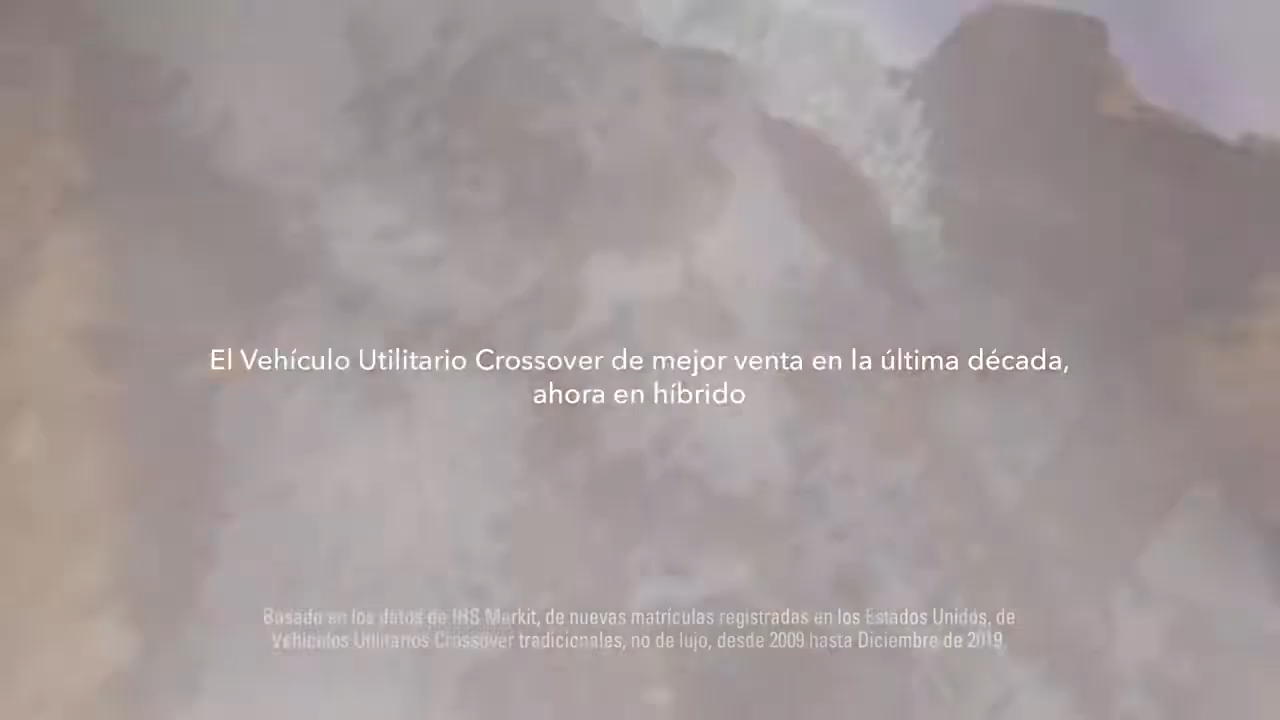 El Vehículo Utilitario Crossover de mejor venta en la última década,
ahora en híbrido
Basado en los datos de IHS Markit, de nuevas matrículas registradas en los Estados Unidos, de
Vehículos Utilitarios Crossover tradicionales, no de lujo, desde 2009 hasta Diciembre de 2019.